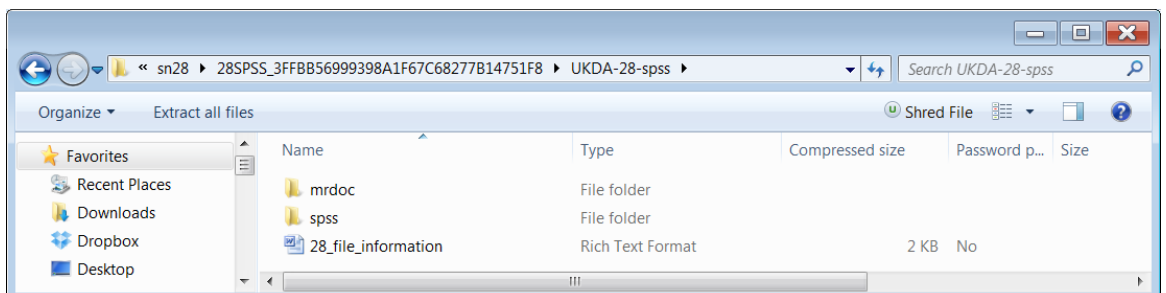 « sn28 ▸ 28SPSS_3FFBB56999398A1F67C68277B14751F8 ▸ UKDA-28-spss ▸ Search UKDA-28-spss
Organize Extract all files Shred File
Favorites
Recent Places
Downloads
Dropbox
Desktop
Name Type Compressed size Password p... Size
mrdoc File folder
spss File folder
28_file_information Rich Text Format 2 KB No